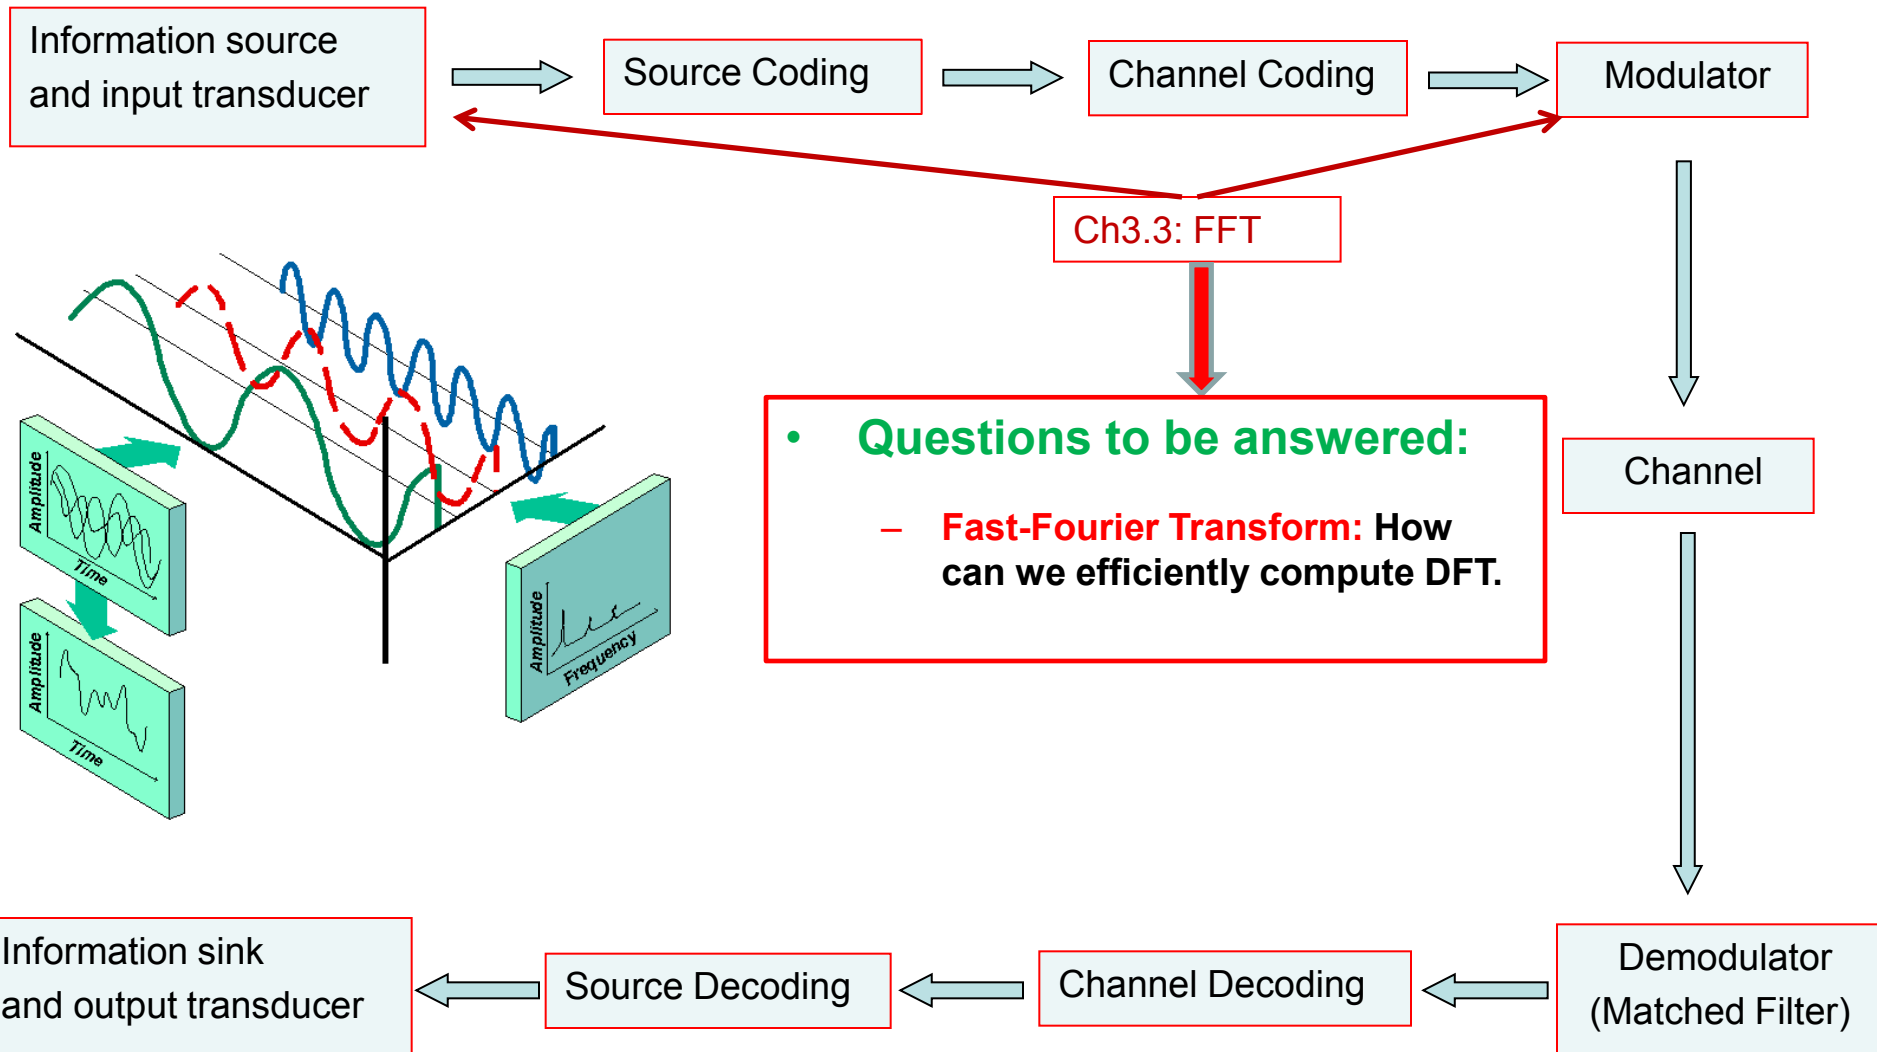 Information source
and input transducer
Source Coding
Channel Coding
Modulator
Ch3.3: FFT
• Questions to be answered:
– Fast-Fourier Transform: How
can we efficiently compute DFT.
Channel
Amplitude
Time
Amplitude
Time
Amplitude
Frequency
Information sink
and output transducer
Source Decoding
Channel Decoding
Demodulator
(Matched Filter)